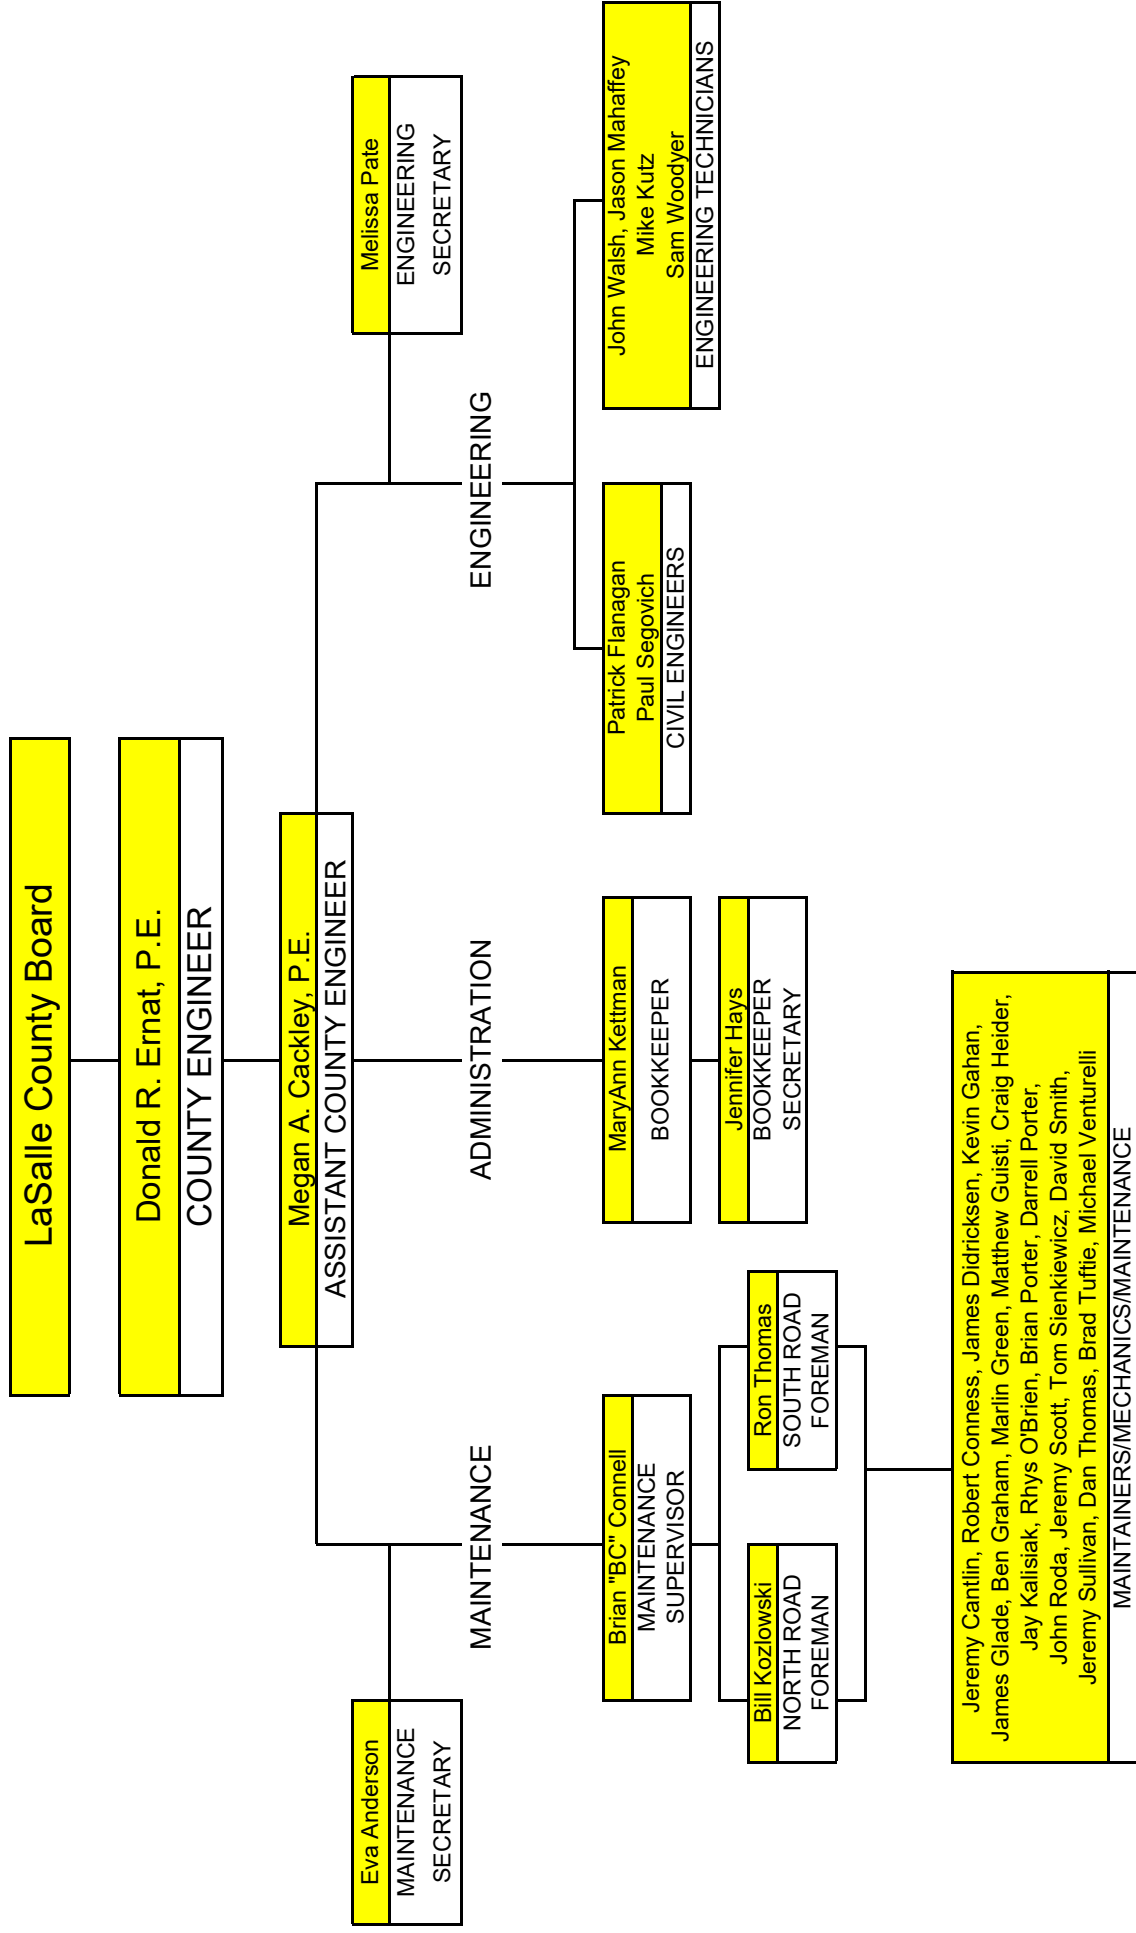 LaSalle County Board
Donald R. Ernat, P.E.
COUNTY ENGINEER
Megan A. Cackley, P.E.
ASSISTANT COUNTY ENGINEER
Eva Anderson
MAINTENANCE
SECRETARY
Melissa Pate
ENGINEERING
SECRETARY
MAINTENANCE
ADMINISTRATION
ENGINEERING
Brian "BC" Connell
MAINTENANCE
SUPERVISOR
MaryAnn Kettman
BOOKKEEPER
Patrick Flanagan
Paul Segovich
CIVIL ENGINEERS
John Walsh, Jason Mahaffey
Mike Kutz
Sam Woodyer
ENGINEERING TECHNICIANS
Bill Kozlowski
NORTH ROAD
FOREMAN
Ron Thomas
SOUTH ROAD
FOREMAN
Jennifer Hays
BOOKKEEPER
SECRETARY
Jeremy Cantlin, Robert Conness, James Didricksen, Kevin Gahan,
James Glade, Ben Graham, Marlin Green, Matthew Guisti, Craig Heider,
Jay Kalisiak, Rhys O'Brien, Brian Porter, Darrell Porter,
John Roda, Jeremy Scott, Tom Sienkiewicz, David Smith,
Jeremy Sullivan, Dan Thomas, Brad Tuftie, Michael Venturelli
MAINTAINERS/MECHANICS/MAINTENANCE